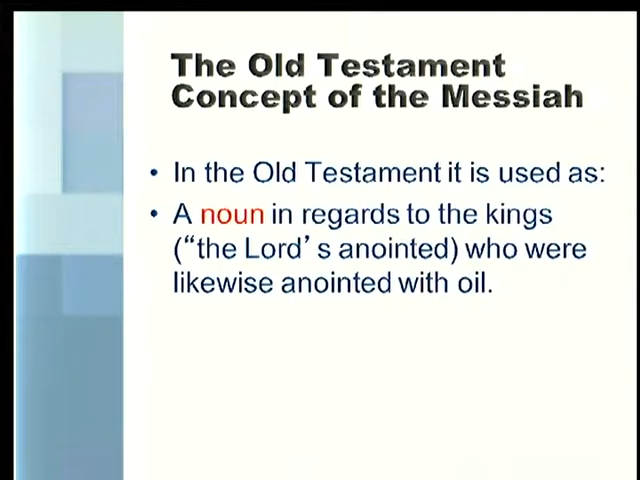 The Old Testament
Concept of the Messiah
• In the Old Testament it is used as:
• A noun in regards to the kings
(“the Lord’s anointed) who were
likewise anointed with oil.